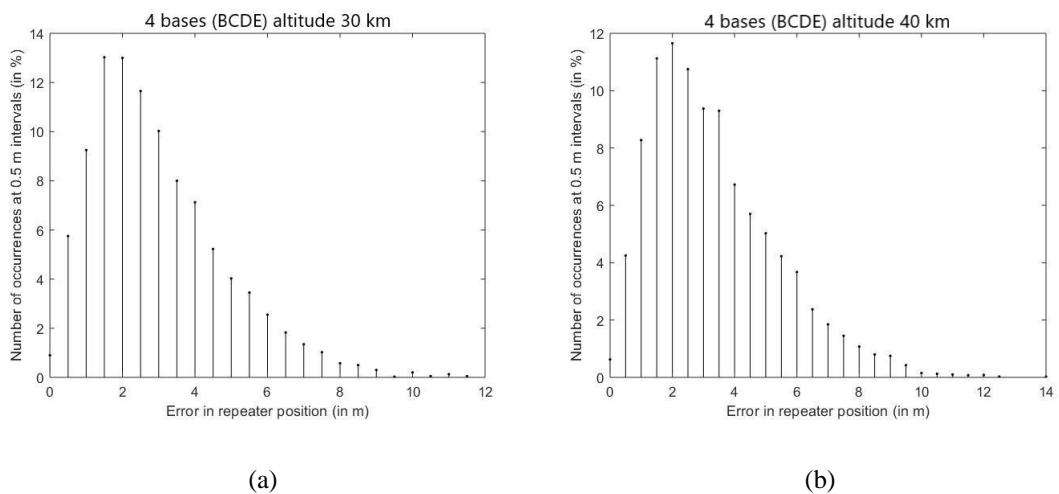 4 bases (BCDE) altitude 30 km
14
12
10
8
6
4
2
0
Number of occurrences at 0.5 m intervals (in %)
0 2 4 6 8 10 12
Error in repeater position (in m)
(a)
4 bases (BCDE) altitude 40 km
12
10
8
6
4
2
0
Number of occurrences at 0.5 m intervals (in %)
0 2 4 6 8 10 12 14
Error in repeater position (in m)
(b)